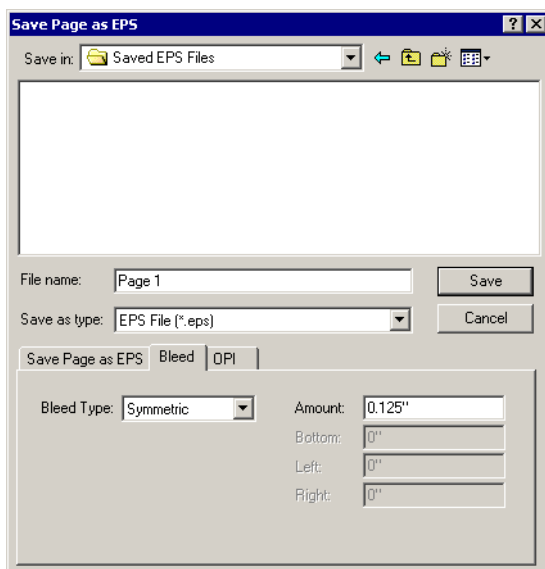 Save Page as EPS
Save in: Saved EPS Files
File name: Page 1 Save
Save as type: EPS File (*.eps) Cancel
Save Page as EPS Bleed OPI
Bleed Type: Symmetric Amount: 0.125"
Bottom: 0"
Left: 0"
Right: 0"